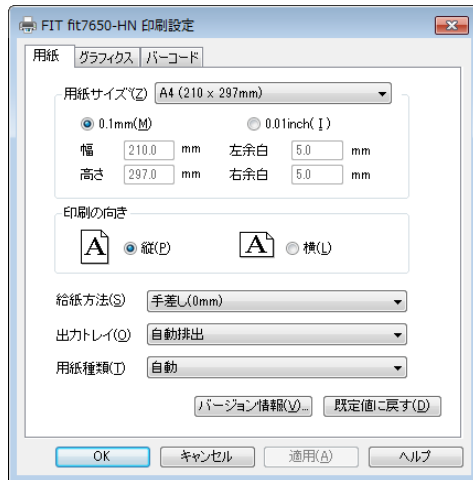 FIT fit7650-HN 印刷設定
用紙 グラフィクス バーコード
用紙サイズ(Z) A4 (210 x 297mm)
0.1mm(M) 0.01inch(I)
幅 210.0 mm 左余白 5.0 mm
高さ 297.0 mm 右余白 5.0 mm
印刷の向き
A 縦(P) A 横(L)
給紙方法(S) 手差し(0mm)
出力トレイ(O) 自動排出
用紙種類(T) 自動
バージョン情報(V)... 既定値に戻す(D)
OK キャンセル 適用(A) ヘルプ